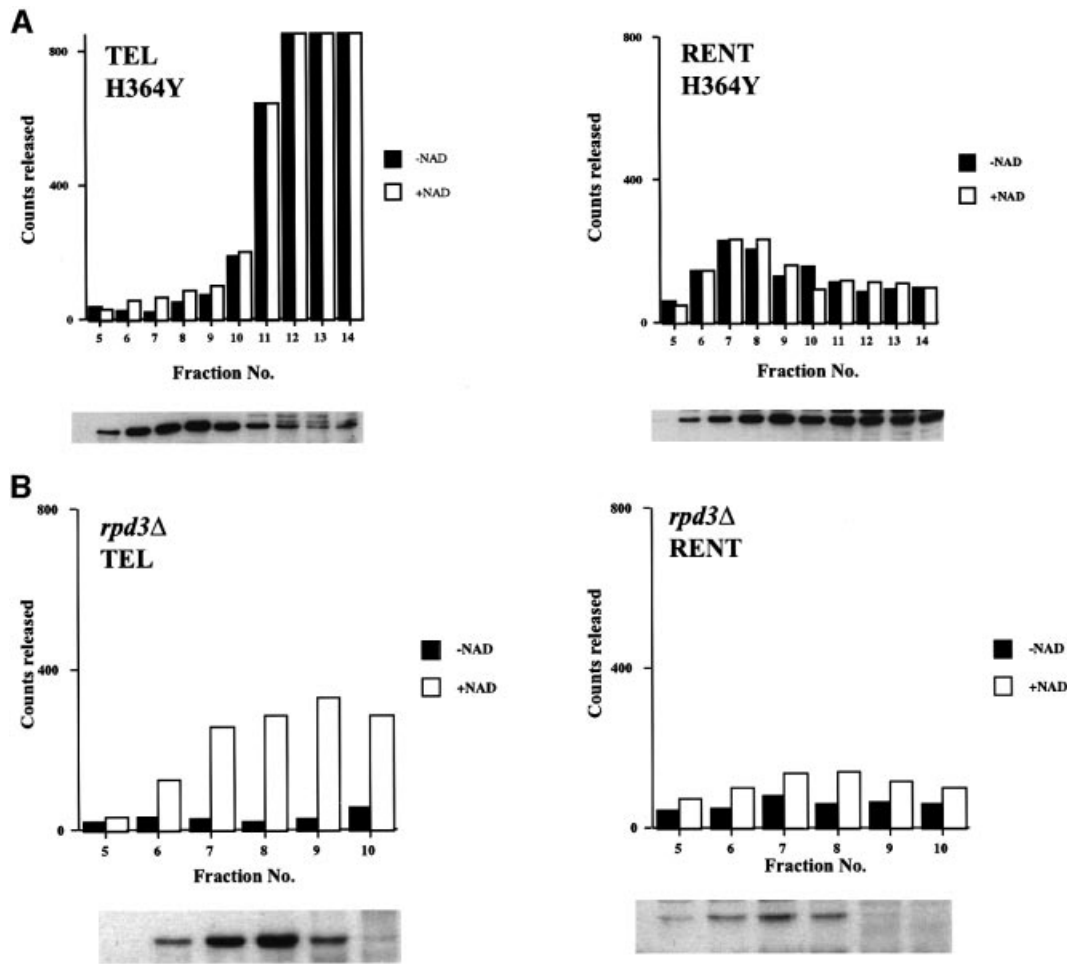 A
TEL
H364Y
800
400
0
Counts released
-NAD
+NAD
5 6 7 8 9 10 11 12 13 14
Fraction No.
RENT
H364Y
800
400
0
Counts released
-NAD
+NAD
5 6 7 8 9 10 11 12 13 14
Fraction No.
B
rpd3Δ
TEL
800
400
0
Counts released
-NAD
+NAD
5 6 7 8 9 10
Fraction No.
rpd3Δ
RENT
800
400
0
Counts released
-NAD
+NAD
5 6 7 8 9 10
Fraction No.